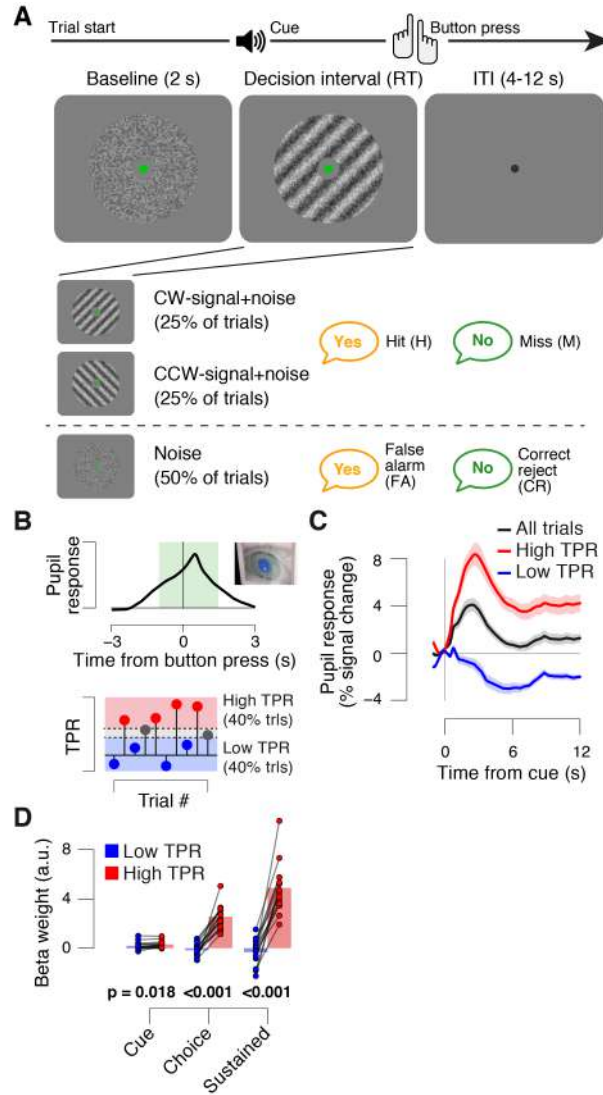 A
Trial start
Cue
Button press
Baseline (2 s)
Decision interval (RT)
ITI (4-12 s)
CW-signal+noise
(25% of trials)
Yes
Hit (H)
No
Miss (M)
CCW-signal+noise
(25% of trials)
Noise
(50% of trials)
Yes
False
alarm
(FA)
No
Correct
reject
(CR)
B
Pupil
response
−3
0
3
Time from button press (s)
TPR
High TPR
(40% trls)
Low TPR
(40% trls)
Trial #
C
All trials
High TPR
Low TPR
Pupil response
(% signal change)
8
4
0
−4
0
6
12
Time from cue (s)
D
Low TPR
High TPR
Beta weight (a.u.)
8
4
0
p = 0.018
<0.001
<0.001
Cue
Choice
Sustained